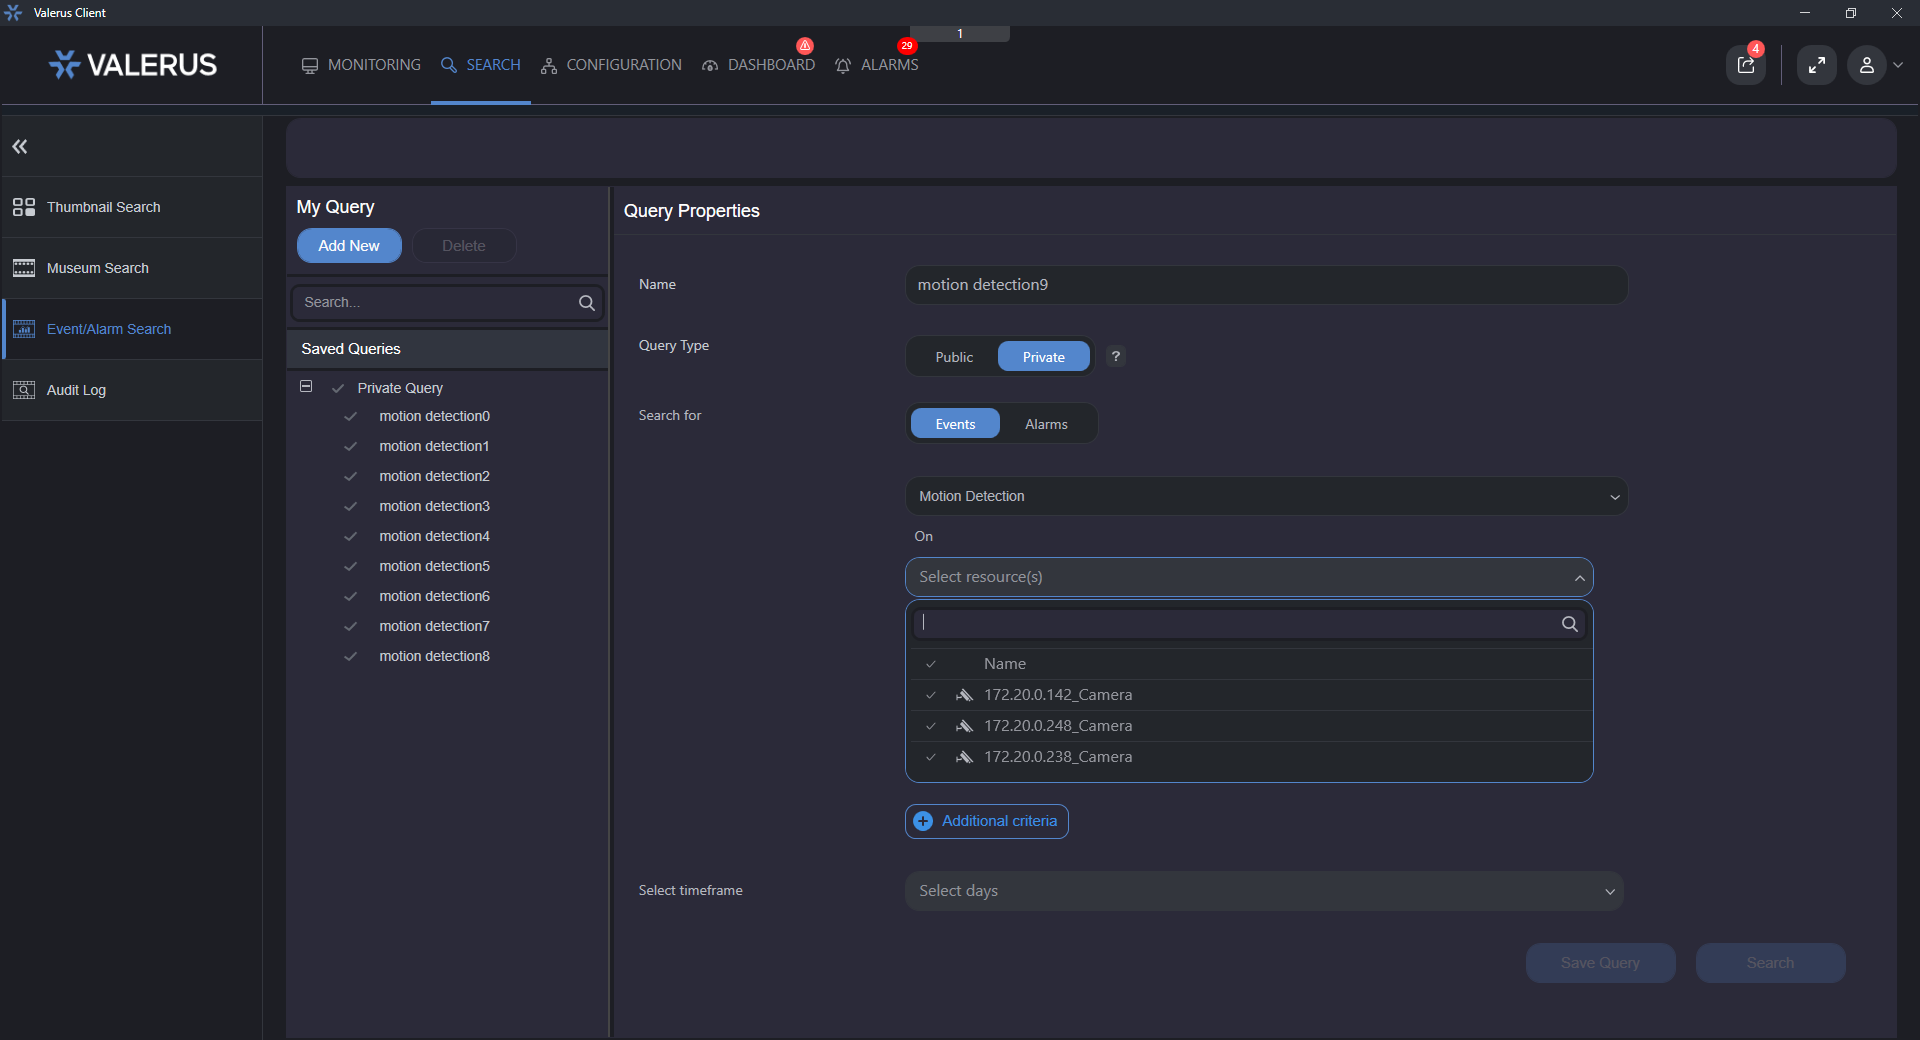 Valerus Client
1
VALERUS
MONITORING
SEARCH
CONFIGURATION
DASHBOARD
29
ALARMS
4
Thumbnail Search
Museum Search
Event/Alarm Search
Audit Log
My Query
Add New
Delete
Search...
Saved Queries
Private Query
motion detection0
motion detection1
motion detection2
motion detection3
motion detection4
motion detection5
motion detection6
motion detection7
motion detection8
Query Properties
Name
motion detection9
Query Type
Public
Private
?
Search for
Events
Alarms
Motion Detection
On
Select resource(s)
Name
172.20.0.142_Camera
172.20.0.248_Camera
172.20.0.238_Camera
Additional criteria
Select timeframe
Select days
Save Query
Search